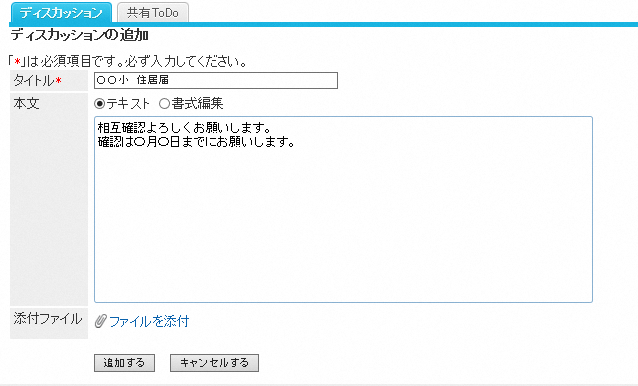 ディスカッション 共有ToDo
ディスカッションの追加
「*」は必須項目です。必ず入力してください。
タイトル* 〇〇小 住居届
本文 テキスト 書式編集
相互確認よろしくお願いします。
確認は〇月〇日までにお願いします。
添付ファイル ファイルを添付
追加する キャンセルする